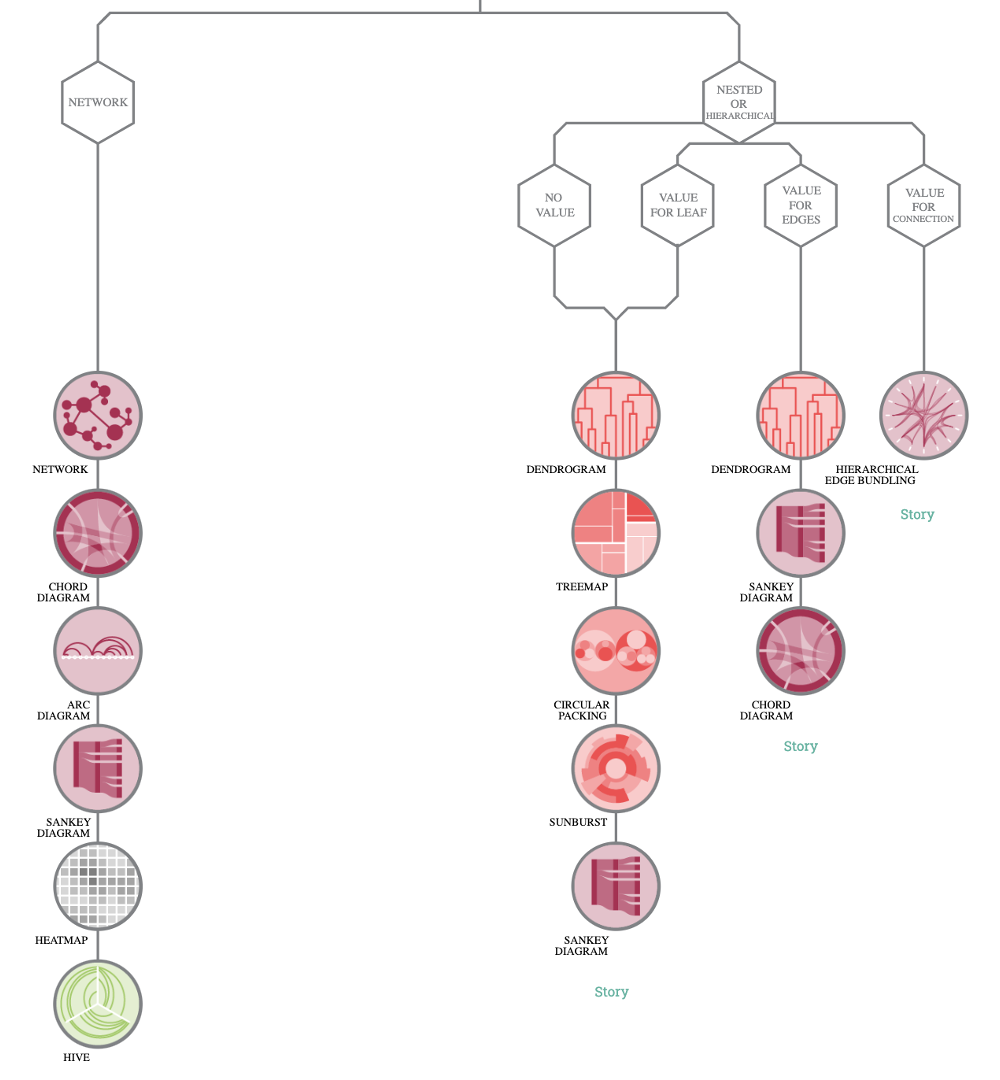 NETWORK
NESTED
OR
HIERARCHICAL
NO
VALUE
VALUE
FOR LEAF
VALUE
FOR
EDGES
VALUE
FOR
CONNECTION
NETWORK
CHORD
DIAGRAM
ARC
DIAGRAM
SANKEY
DIAGRAM
HEATMAP
HIVE
DENDROGRAM
TREEMAP
CIRCULAR
PACKING
SUNBURST
SANKEY
DIAGRAM
Story
DENDROGRAM
SANKEY
DIAGRAM
CHORD
DIAGRAM
Story
HIERARCHICAL
EDGE BUNDLING
Story